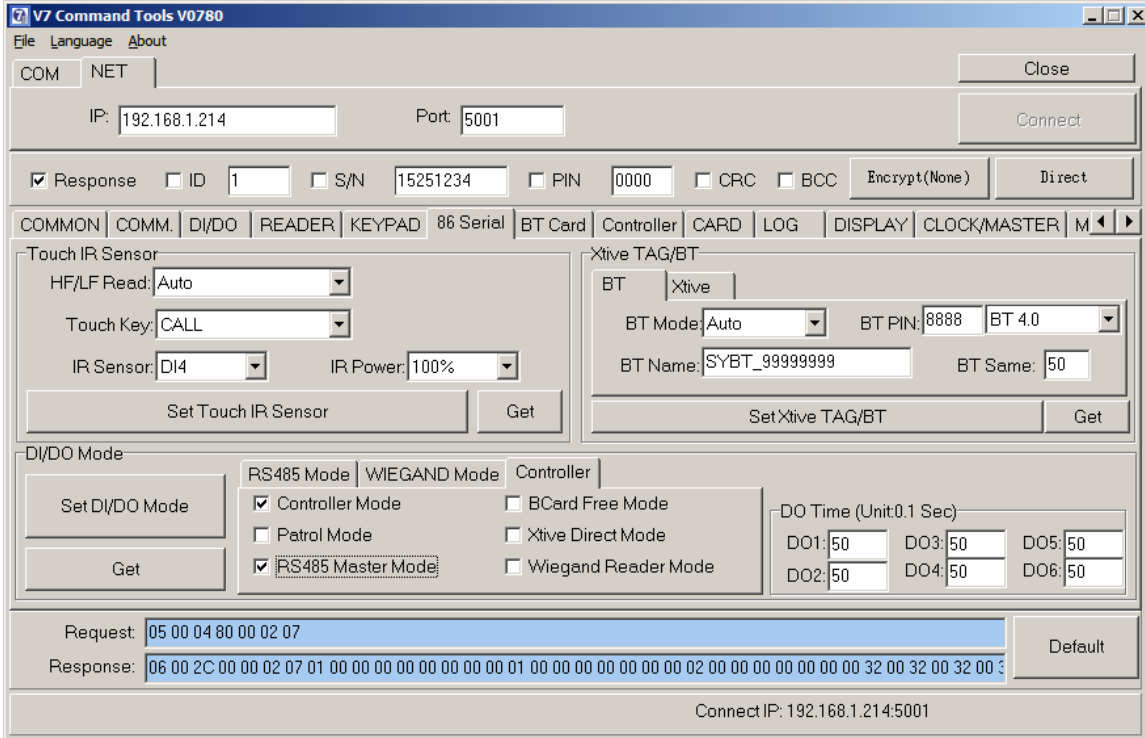 V7 Command Tools V0780
File Language About
COM NET Close
IP: 192.168.1.214 Port: 5001 Connect
Response ID 1 S/N 15251234 PIN 0000 CRC BCC Encrypt(None) Direct
COMMON COMM. DI/DO READER KEYPAD 86 Serial BT Card Controller CARD LOG DISPLAY CLOCK/MASTER M
Touch IR Sensor Xtive TAG/BT
HF/LF Read: Auto BT Xtive
Touch Key: CALL BT Mode: Auto BT PIN: 8888 BT 4.0
IR Sensor: DI4 IR Power: 100% BT Name: SYBT_99999999 BT Same: 50
Set Touch IR Sensor Get Set Xtive TAG/BT Get
DI/DO Mode
RS485 Mode WIEGAND Mode Controller
Set DI/DO Mode Controller Mode BCard Free Mode DO Time (Unit:0.1 Sec)
Patrol Mode Xtive Direct Mode DO1: 50 DO3: 50 DO5: 50
Get RS485 Master Mode Wiegand Reader Mode DO2: 50 DO4: 50 DO6: 50
Request: 05 00 04 80 00 02 07 Default
Response: 06 00 2C 00 00 02 07 01 00 00 00 00 00 00 00 00 01 00 00 00 00 00 00 00 02 00 00 00 00 00 00 00 32 00 32 00 32 00
Connect IP: 192.168.1.214:5001